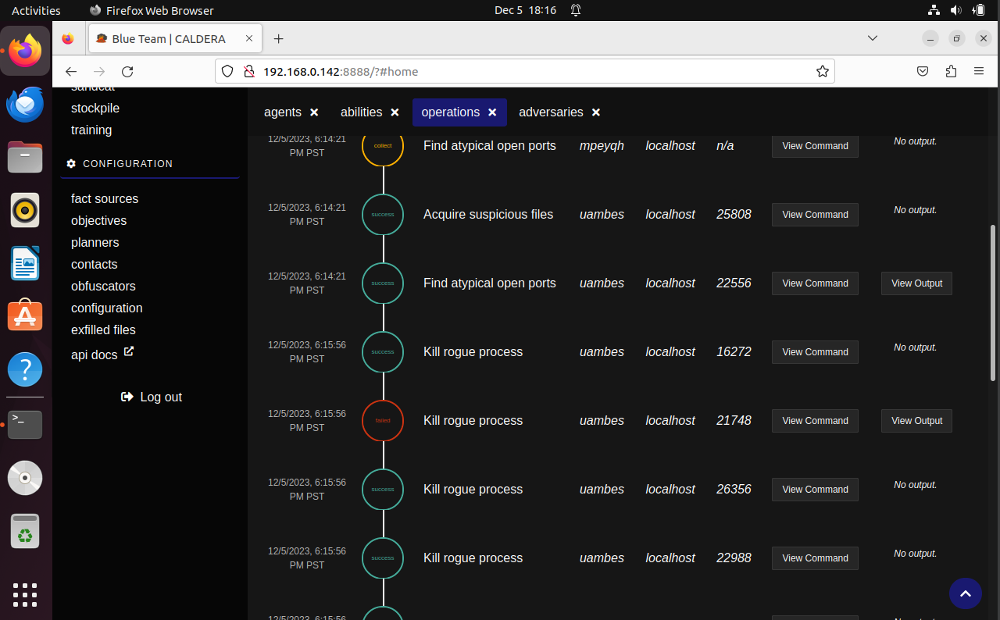 Activities
Firefox Web Browser
Dec 5 18:16
Blue Team | CALDERA
192.168.0.142:8888/?#home
sandcat
stockpile
training
CONFIGURATION
fact sources
objectives
planners
contacts
obfuscators
configuration
exfilled files
api docs
Log out
agents
abilities
operations
adversaries
12/5/2023, 6:14:21
PM PST
collect
Find atypical open ports
mpeyqh
localhost
n/a
View Command
No output.
12/5/2023, 6:14:21
PM PST
success
Acquire suspicious files
uambes
localhost
25808
View Command
No output.
12/5/2023, 6:14:21
PM PST
success
Find atypical open ports
uambes
localhost
22556
View Command
View Output
12/5/2023, 6:15:56
PM PST
success
Kill rogue process
uambes
localhost
16272
View Command
No output.
12/5/2023, 6:15:56
PM PST
failed
Kill rogue process
uambes
localhost
21748
View Command
View Output
12/5/2023, 6:15:56
PM PST
success
Kill rogue process
uambes
localhost
26356
View Command
No output.
12/5/2023, 6:15:56
PM PST
success
Kill rogue process
uambes
localhost
22988
View Command
No output.
12/5/2023, 6:15:56